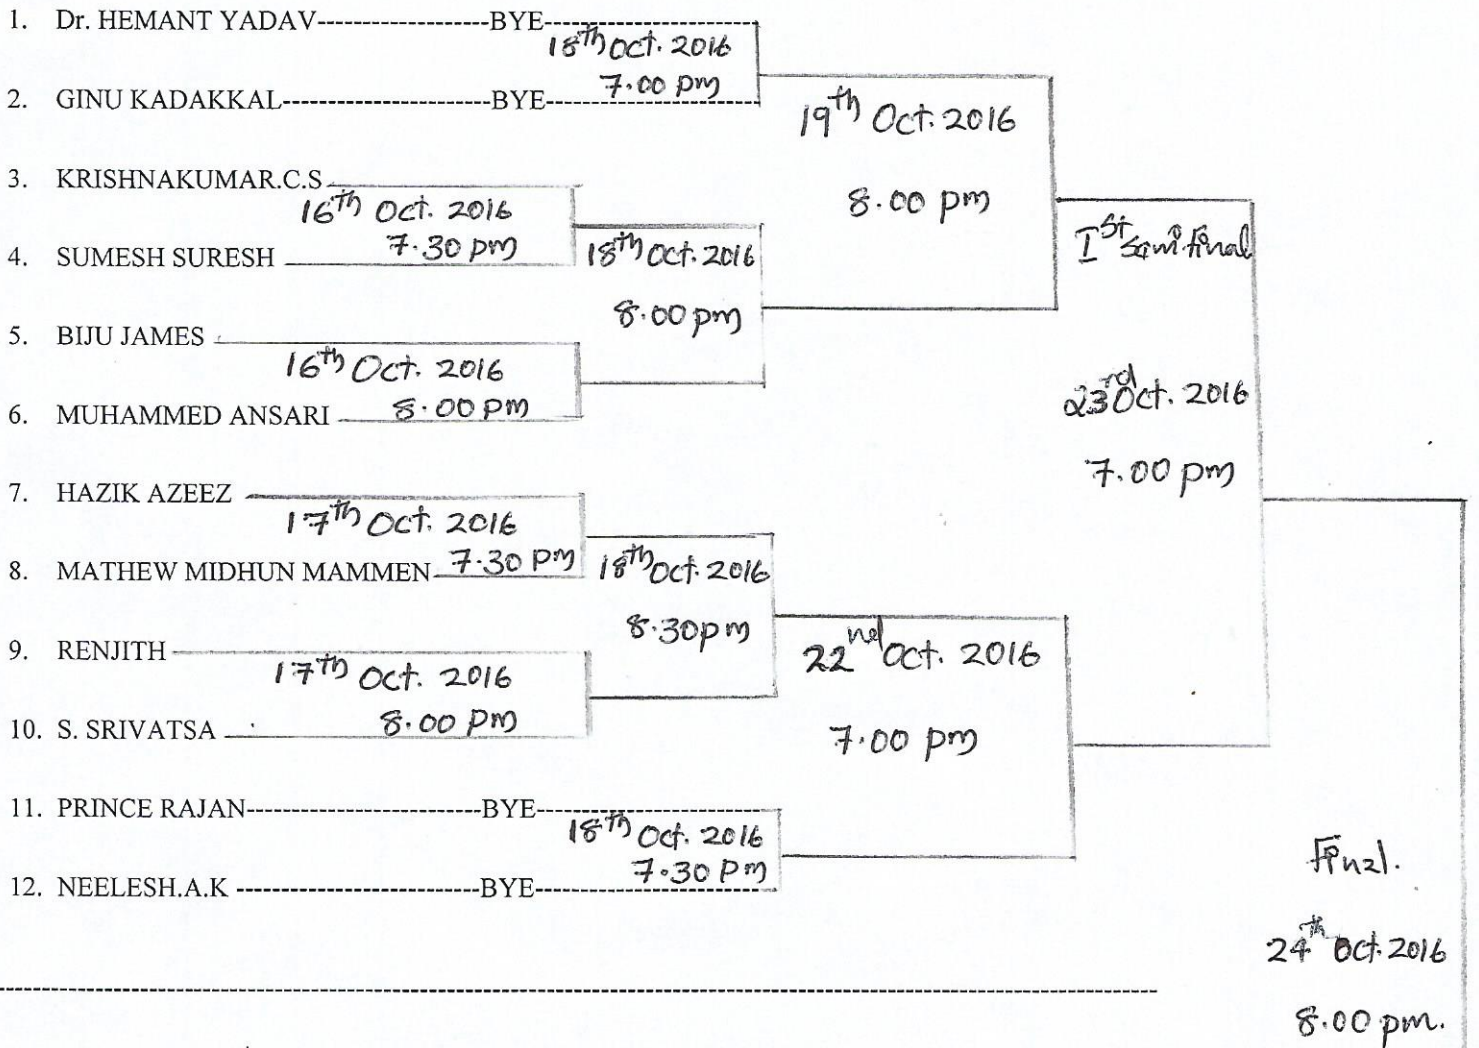 1. Dr. HEMANT YADAV-------------------BYE------------------------
18th Oct. 2016
7.00 pm
2. GINU KADAKKAL-----------------------BYE------------------------
19th Oct. 2016
8.00 pm
3. KRISHNAKUMAR.C.S
16th Oct. 2016
7.30 pm
4. SUMESH SURESH
18th Oct. 2016
8.00 pm
Ist Semi final
5. BIJU JAMES
16th Oct. 2016
8.00 pm
6. MUHAMMED ANSARI
23rd Oct. 2016
7.00 pm
7. HAZIK AZEEZ
17th Oct. 2016
7.30 pm
8. MATHEW MIDHUN MAMMEN
18th Oct. 2016
8.30pm
9. RENJITH
17th Oct. 2016
8.00 pm
10. S. SRIVATSA
22nd Oct. 2016
7.00 pm
11. PRINCE RAJAN--------------------------BYE---------------------------
18th Oct. 2016
7.30 pm
12. NEELESH.A.K ---------------------------BYE---------------------------
Final.
24th Oct. 2016
8.00 pm.